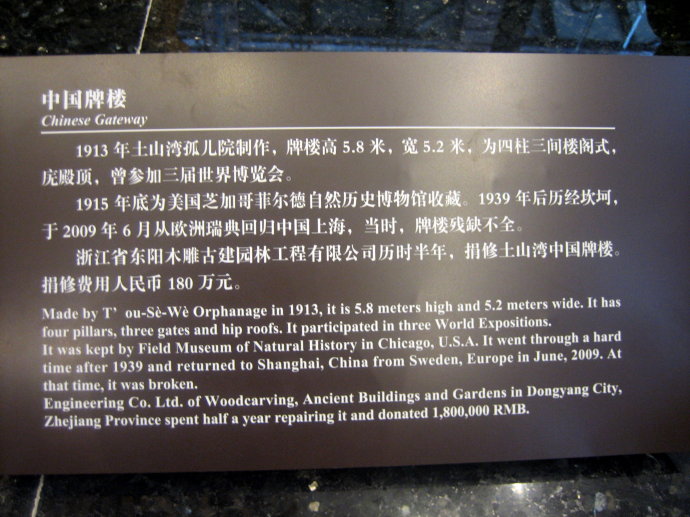 中国牌楼
Chinese Gateway
1913 年土山湾孤儿院制作，牌楼高 5.8 米，宽 5.2 米，为四柱三间楼阁式，
庑殿顶，曾参加三届世界博览会。
1915 年底为美国芝加哥菲尔德自然历史博物馆收藏。1939 年后历经坎坷，
于 2009 年 6 月从欧洲瑞典回归中国上海，当时，牌楼残缺不全。
浙江省东阳木雕古建园林工程有限公司历时半年，捐修土山湾中国牌楼。
捐修费用人民币 180 万元。
Made by T’ou-Sè-Wè Orphanage in 1913, it is 5.8 meters high and 5.2 meters wide. It has
four pillars, three gates and hip roofs. It participated in three World Expositions.
It was kept by Field Museum of Natural History in Chicago, U.S.A. It went through a hard
time after 1939 and returned to Shanghai, China from Sweden, Europe in June, 2009. At
that time, it was broken.
Engineering Co. Ltd. of Woodcarving, Ancient Buildings and Gardens in Dongyang City,
Zhejiang Province spent half a year repairing it and donated 1,800,000 RMB.